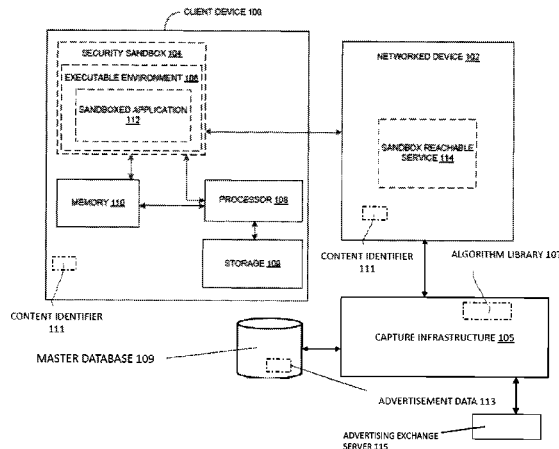 CLIENT DEVICE 100
SECURITY SANDBOX 104
EXECUTABLE ENVIRONMENT 106
SANDBOXED APPLICATION
112
MEMORY 110
PROCESSOR 108
STORAGE 109
CONTENT IDENTIFIER
111
NETWORKED DEVICE 102
SANDBOX REACHABLE
SERVICE 114
CONTENT IDENTIFIER
111
ALGORITHM LIBRARY 107
CAPTURE INFRASTRUCTURE 105
MASTER DATABASE 109
ADVERTISEMENT DATA 113
ADVERTISING EXCHANGE
SERVER 115